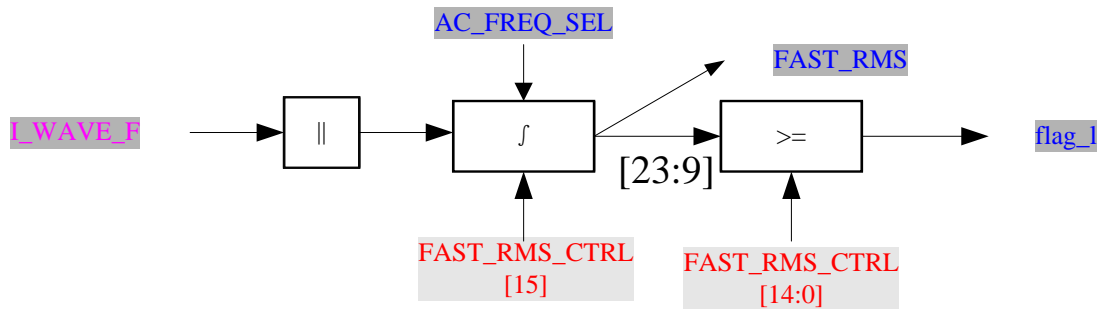 AC_FREQ_SEL
FAST_RMS
I_WAVE_F
||
∫
>=
flag_1
[23:9]
FAST_RMS_CTRL
[15]
FAST_RMS_CTRL
[14:0]